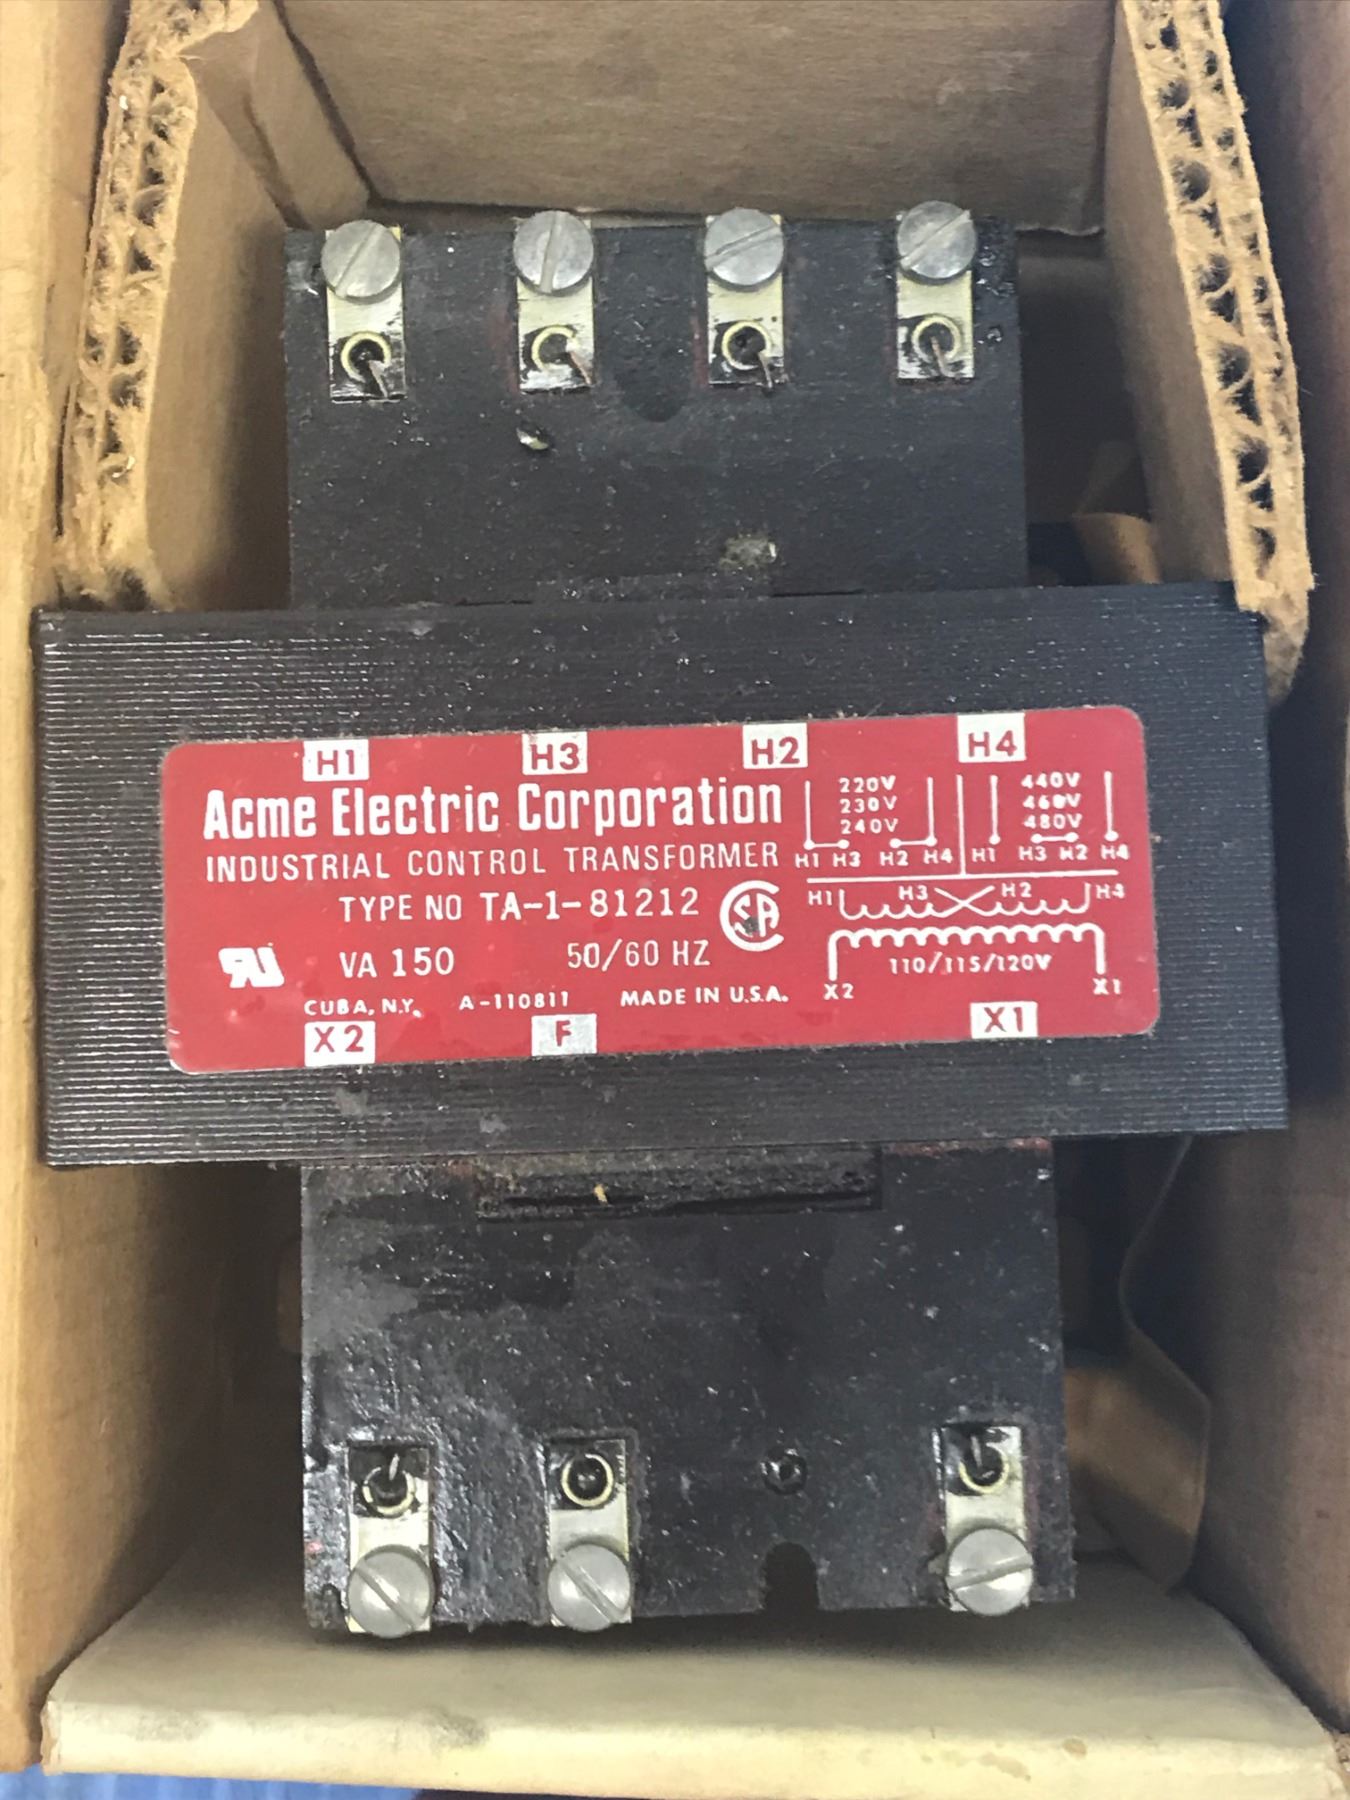 H1 H3 H2 H4
Acme Electric Corporation
INDUSTRIAL CONTROL TRANSFORMER
TYPE NO TA-1-81212
VA 150 50/60 HZ
CUBA, N.Y. A-110811 MADE IN U.S.A.
220V
230V
240V
H1 H3 H2 H4
440V
460V
480V
H1 H3 H2 H4
H1 H3 H2 H4
110/115/120V
X2 X1
X2 F X1